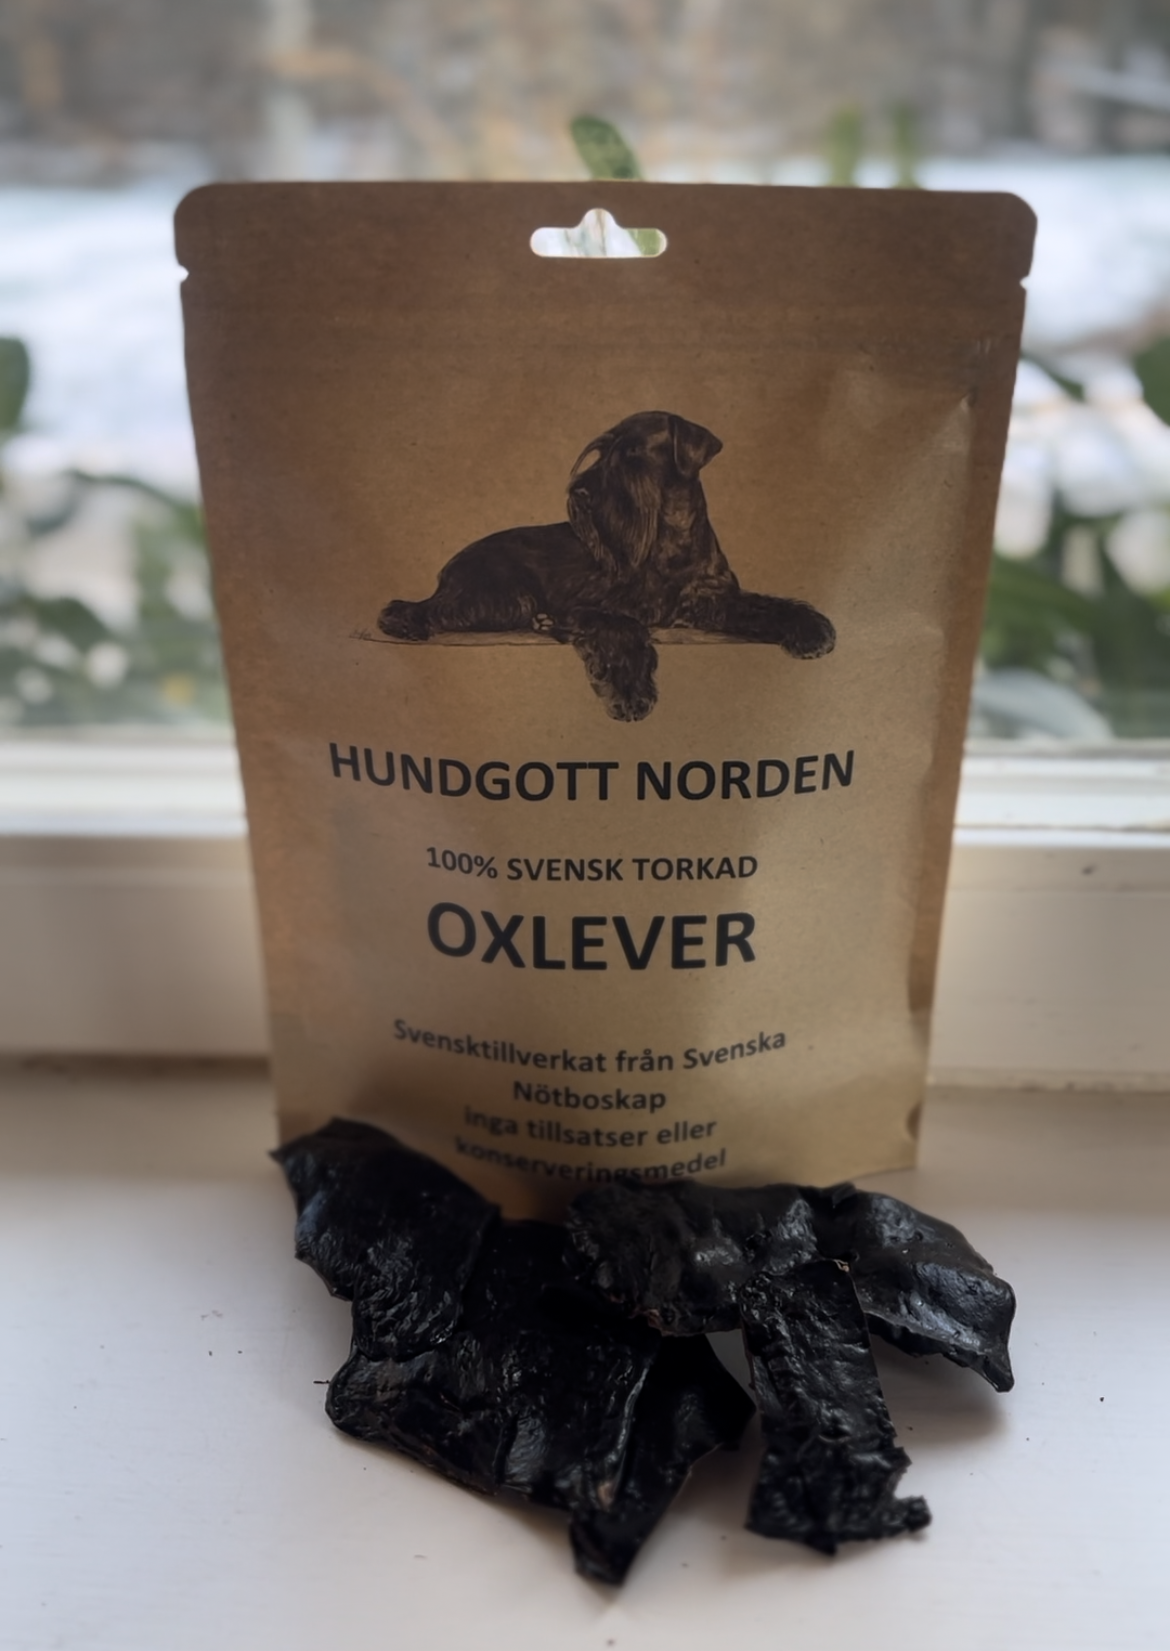 HUNDGOTT NORDEN
100% SVENSK TORKAD
OXLEVER
Svensktillverkat från Svenska
Nötboskap
inga tillsatser eller
konserveringsmedel